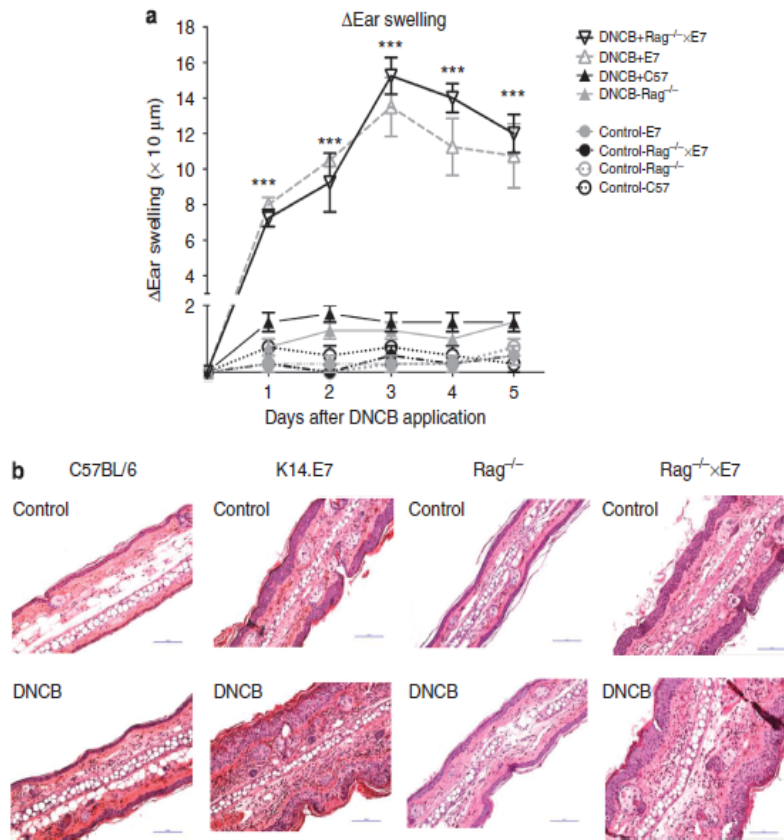 a
ΔEar swelling
ΔEar swelling (× 10 μm)
18
16
14
12
10
8
6
4
2
***
***
***
***
***
1 2 3 4 5
Days after DNCB application
DNCB+Rag⁻/⁻×E7
DNCB+E7
DNCB+C57
DNCB-Rag⁻/⁻
Control-E7
Control-Rag⁻/⁻×E7
Control-Rag⁻/⁻
Control-C57
b
C57BL/6 K14.E7 Rag⁻/⁻ Rag⁻/⁻×E7
Control Control Control Control
DNCB DNCB DNCB DNCB